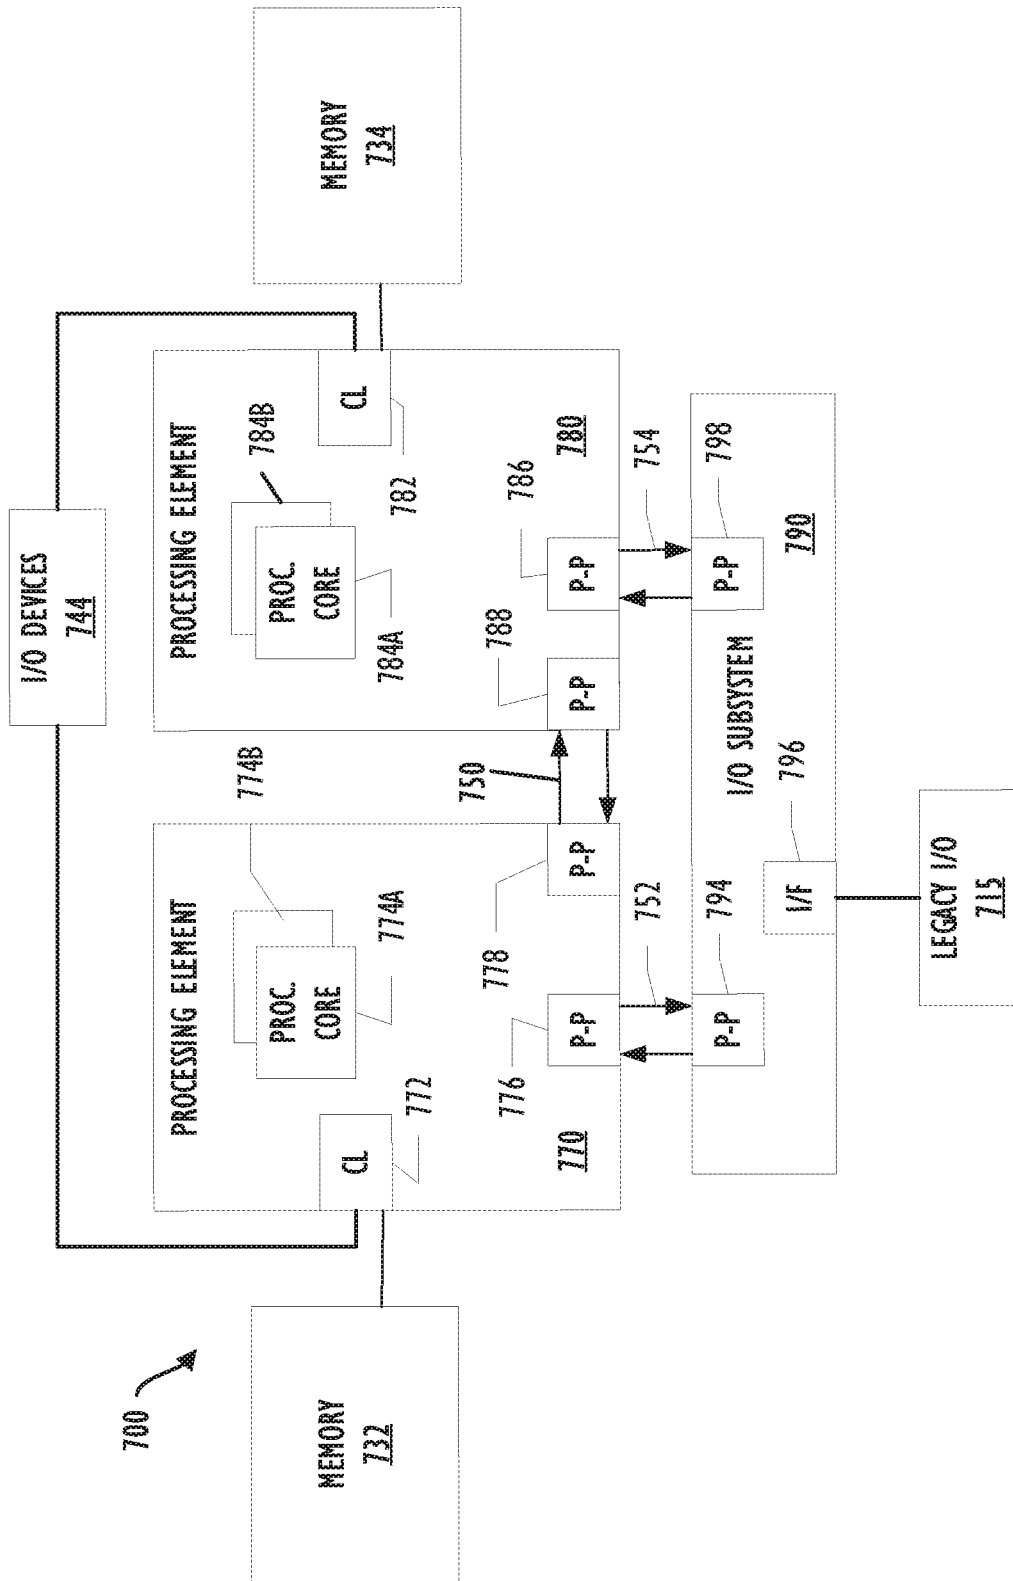 700
I/O DEVICES
744
MEMORY
732
PROCESSING ELEMENT
PROC.
CORE
774A
774B
CL
772
776
P-P
778
P-P
770
750
PROCESSING ELEMENT
PROC.
CORE
784A
784B
CL
782
788
P-P
786
P-P
780
MEMORY
734
752
754
P-P
794
I/O SUBSYSTEM
P-P
798
790
I/F
796
LEGACY I/O
715